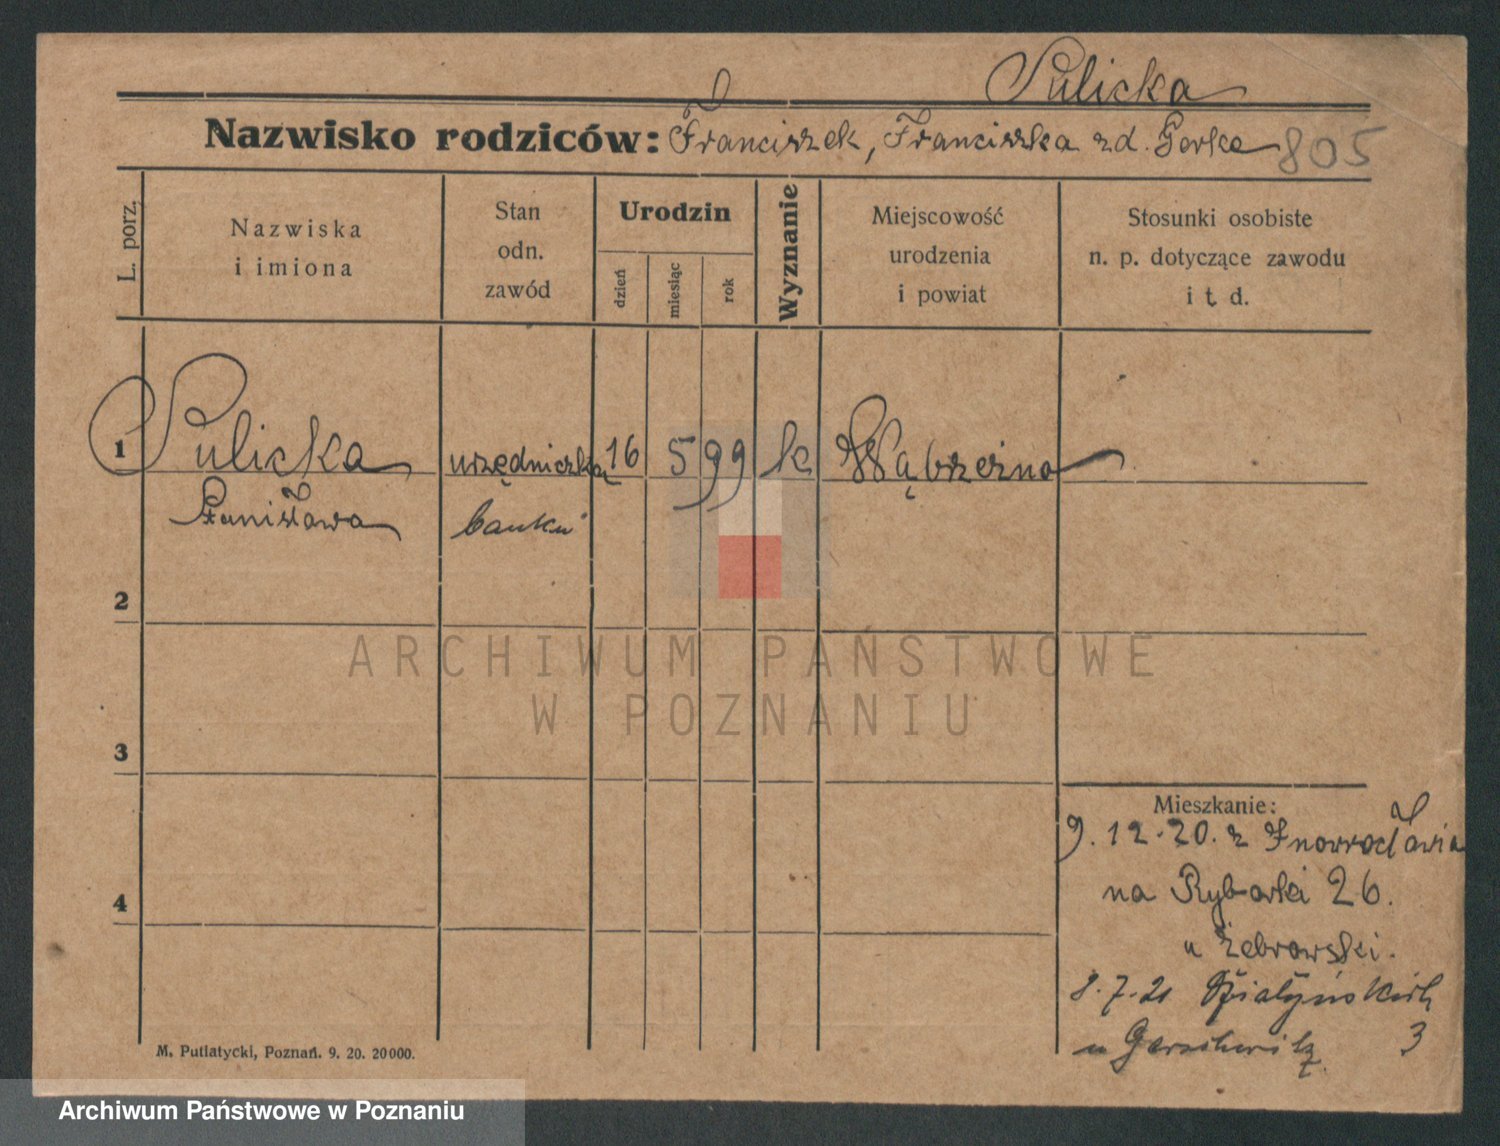 Pulicka
Nazwisko rodziców: Franciszek, Franciszka zd. Gorka 805
L. porz.
Nazwiska
i imiona
Stan
odn.
zawód
Urodzin
dzień
miesiąc
rok
Wyznanie
Miejscowość
urodzenia
i powiat
Stosunki osobiste
n. p. dotyczące zawodu
i t. d.
1 Pulicka urzędniczka 16 5 99 k Wąbrzeźno
Stanisława banku
2
3
4
Mieszkanie:
9.12.20. z Inowrocławia
na Rybaki 26.
u Żebrowski.
8.7.21 Działyńskich
u 3
M. Putiatycki, Poznań. 9. 20. 20000.
ARCHIWUM PAŃSTWOWE
W POZNANIU
Archiwum Państwowe w Poznaniu